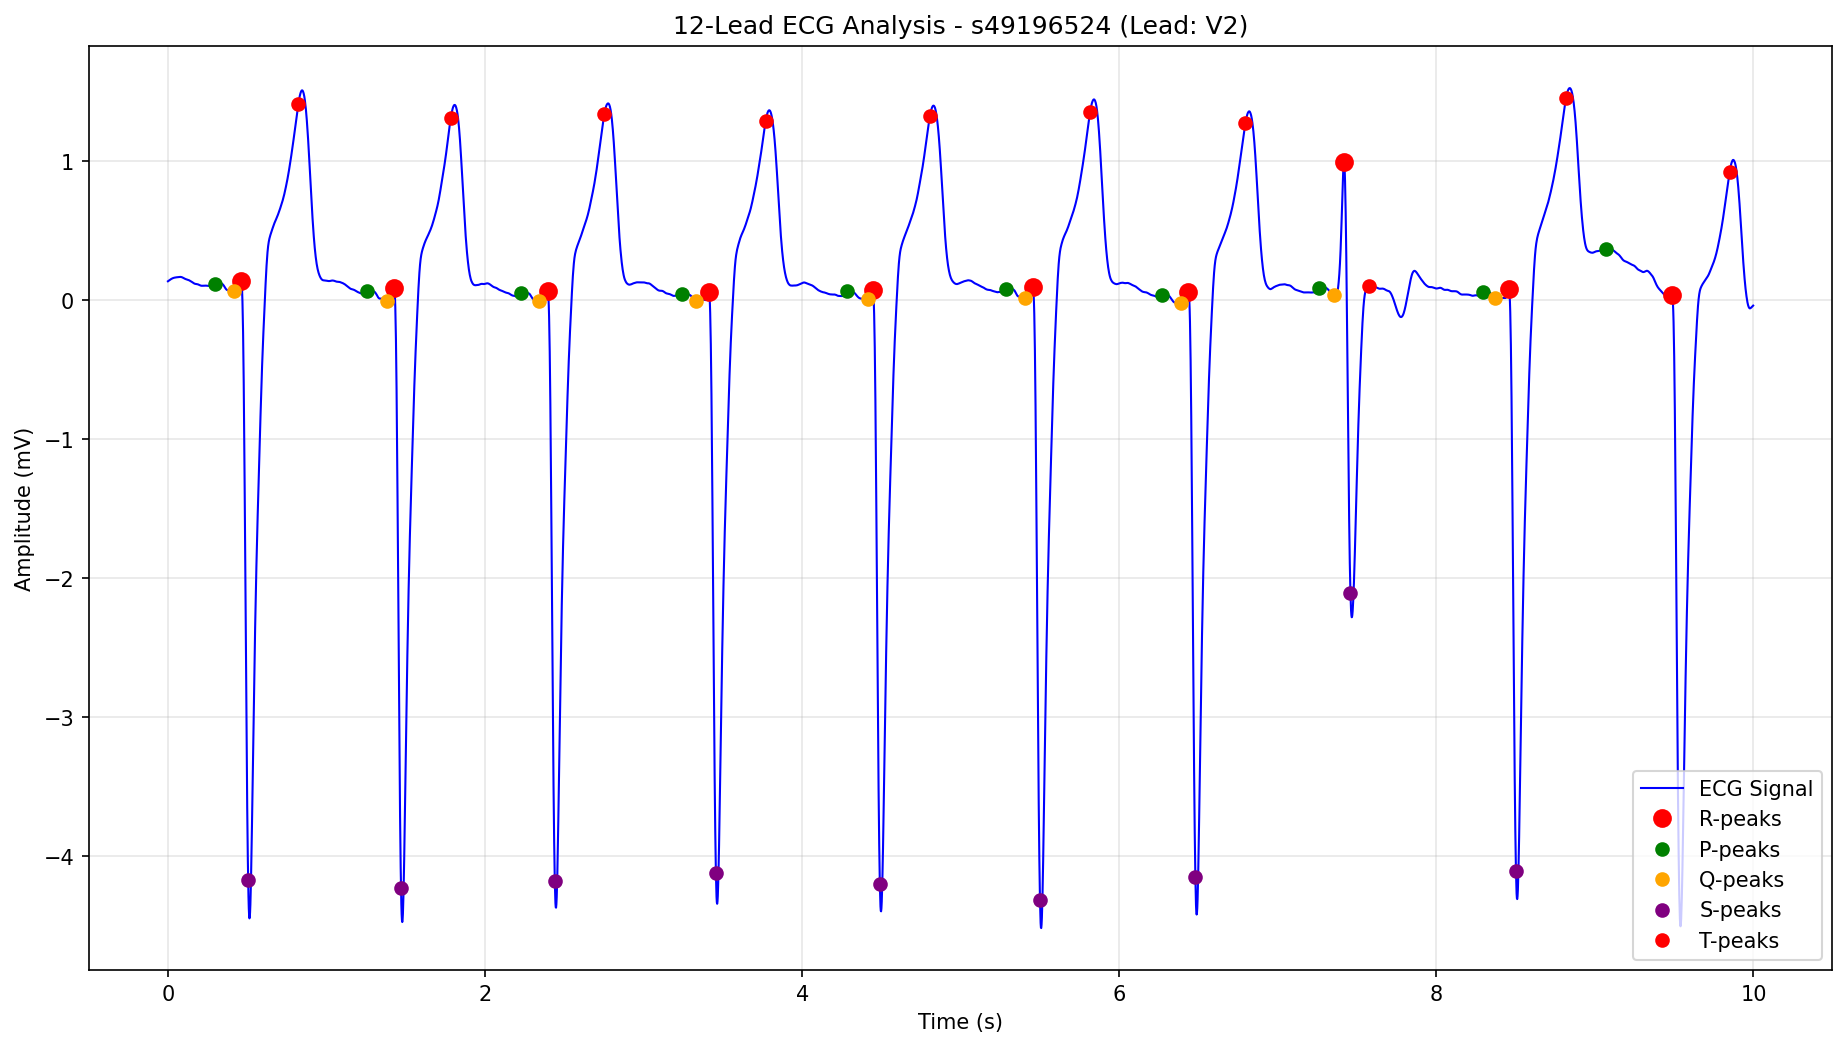 12-Lead ECG Analysis - s49196524 (Lead: V2)
1
0
−1
−2
−3
−4
Amplitude (mV)
0
2
4
6
8
10
Time (s)
ECG Signal
R-peaks
P-peaks
Q-peaks
S-peaks
T-peaks